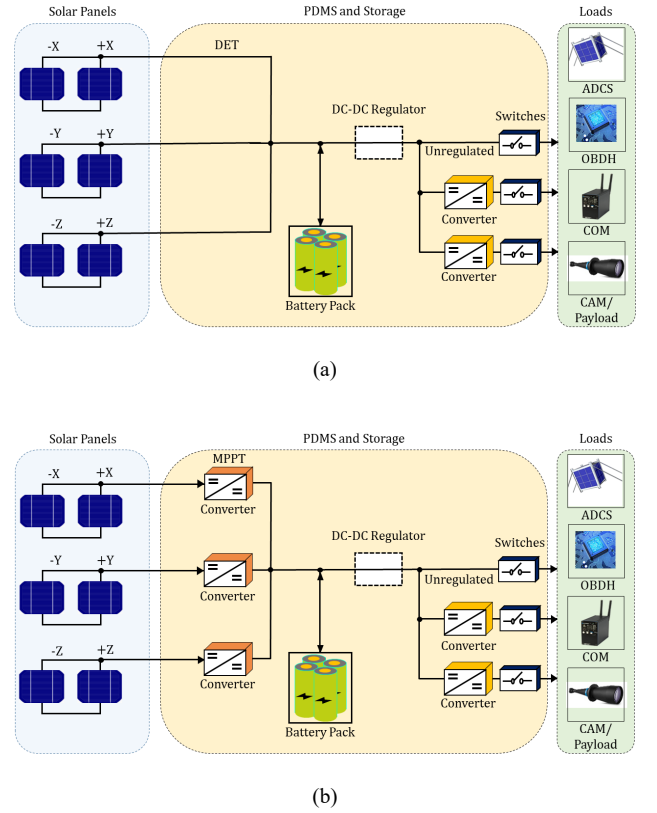 Solar Panels
PDMS and Storage
Loads
-X
+X
DET
-Y
+Y
-Z
+Z
DC-DC Regulator
Switches
Unregulated
Converter
Converter
Battery Pack
ADCS
OBDH
COM
CAM/
Payload
(a)
Solar Panels
PDMS and Storage
Loads
MPPT
-X
+X
Converter
-Y
+Y
Converter
-Z
+Z
Converter
DC-DC Regulator
Switches
Unregulated
Converter
Converter
Battery Pack
ADCS
OBDH
COM
CAM/
Payload
(b)